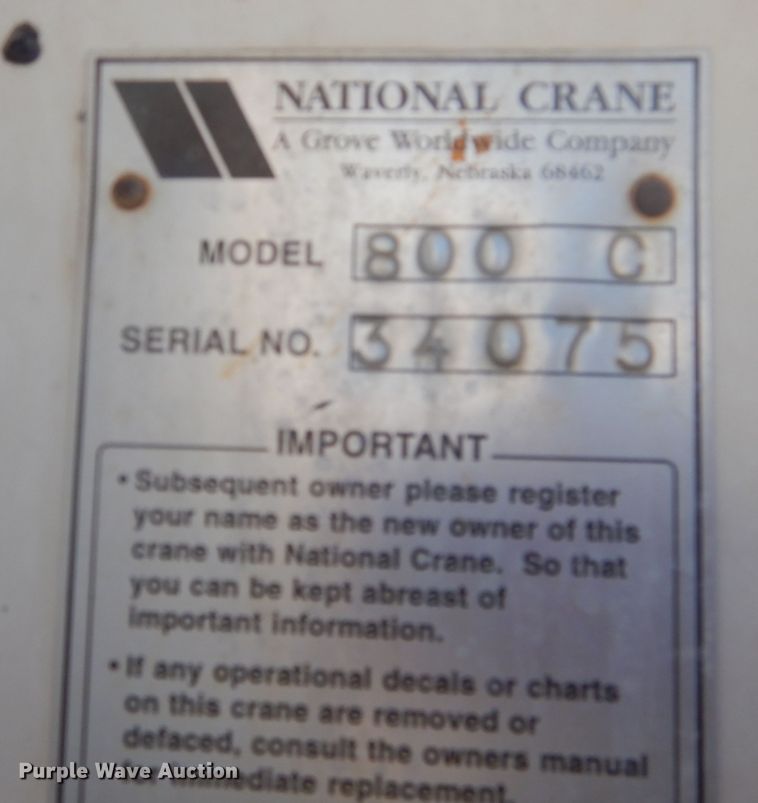 NATIONAL CRANE
A Grove Worldwide Company
Waverly, Nebraska 68462
MODEL 800 C
SERIAL NO. 34075
IMPORTANT
• Subsequent owner please register
your name as the new owner of this
crane with National Crane. So that
you can be kept abreast of
important information.
• If any operational decals or charts
on this crane are removed or
defaced, consult the owners manual
for immediate replacement.
Purple Wave Auction